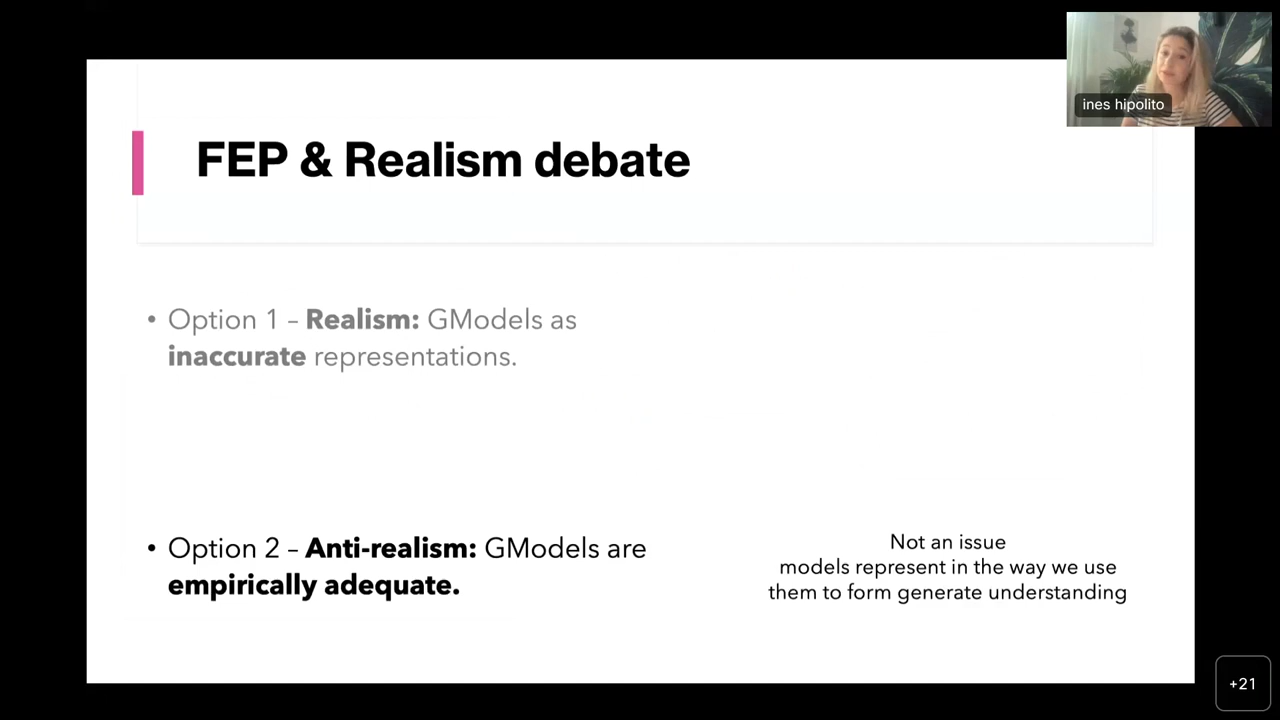 ines hipolito
FEP & Realism debate
• Option 1 – Realism: GModels as
inaccurate representations.
• Option 2 – Anti-realism: GModels are
empirically adequate.
Not an issue
models represent in the way we use
them to form generate understanding
+21